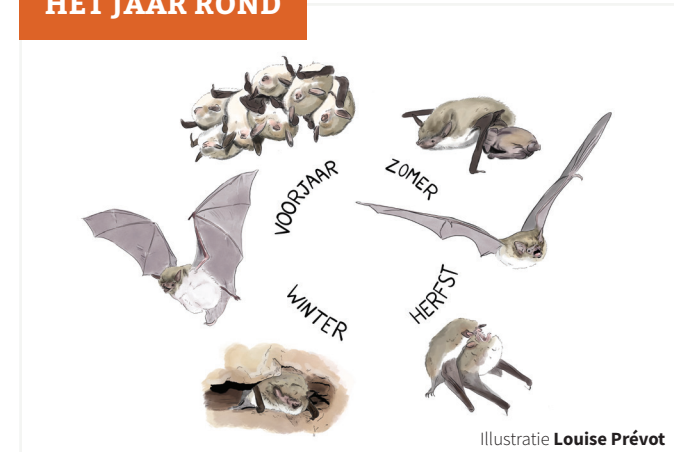 HET JAAR ROND
VOORJAAR
ZOMER
WINTER
HERFST
Illustratie Louise Prévot